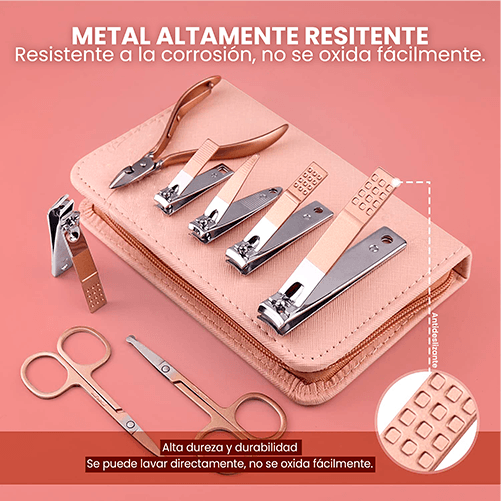 METAL ALTAMENTE RESITENTE
Resistente a la corrosión, no se oxida fácilmente.
Antideslizante
Alta dureza y durabilidad
Se puede lavar directamente, no se oxida fácilmente.